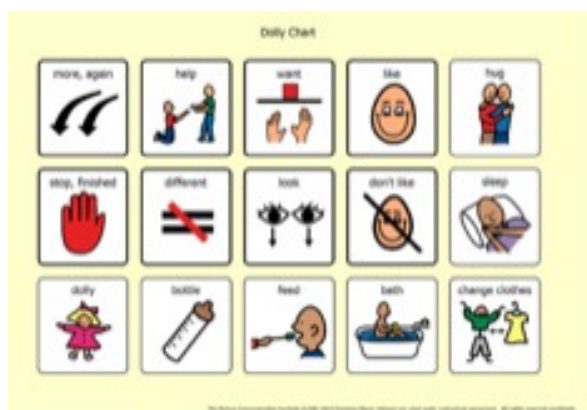 Dolly Chart
more, again
help
want
like
hug
stop, finished
different
look
don't like
sleep
dolly
bottle
feed
bath
change clothes